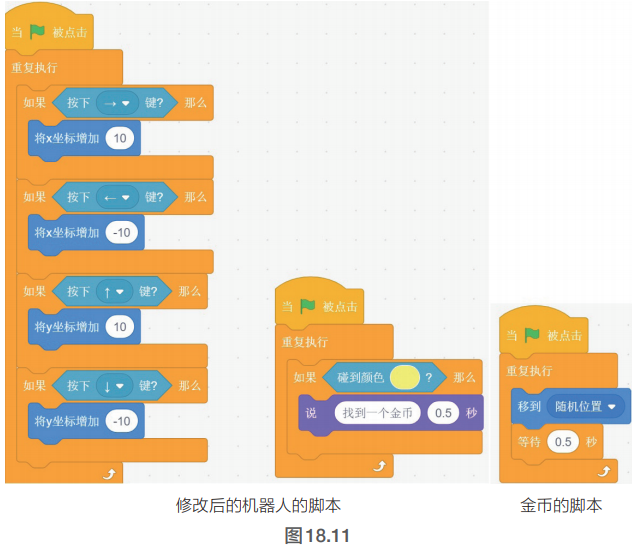 当 被点击
重复执行
如果 按下 → 键? 那么
将x坐标增加 10
如果 按下 ← 键? 那么
将x坐标增加 -10
如果 按下 ↑ 键? 那么
将y坐标增加 10
如果 按下 ↓ 键? 那么
将y坐标增加 -10
当 被点击
重复执行
如果 碰到颜色 ? 那么
说 找到一个金币 0.5 秒
当 被点击
重复执行
移到 随机位置
等待 0.5 秒
修改后的机器人的脚本
金币的脚本
图18.11